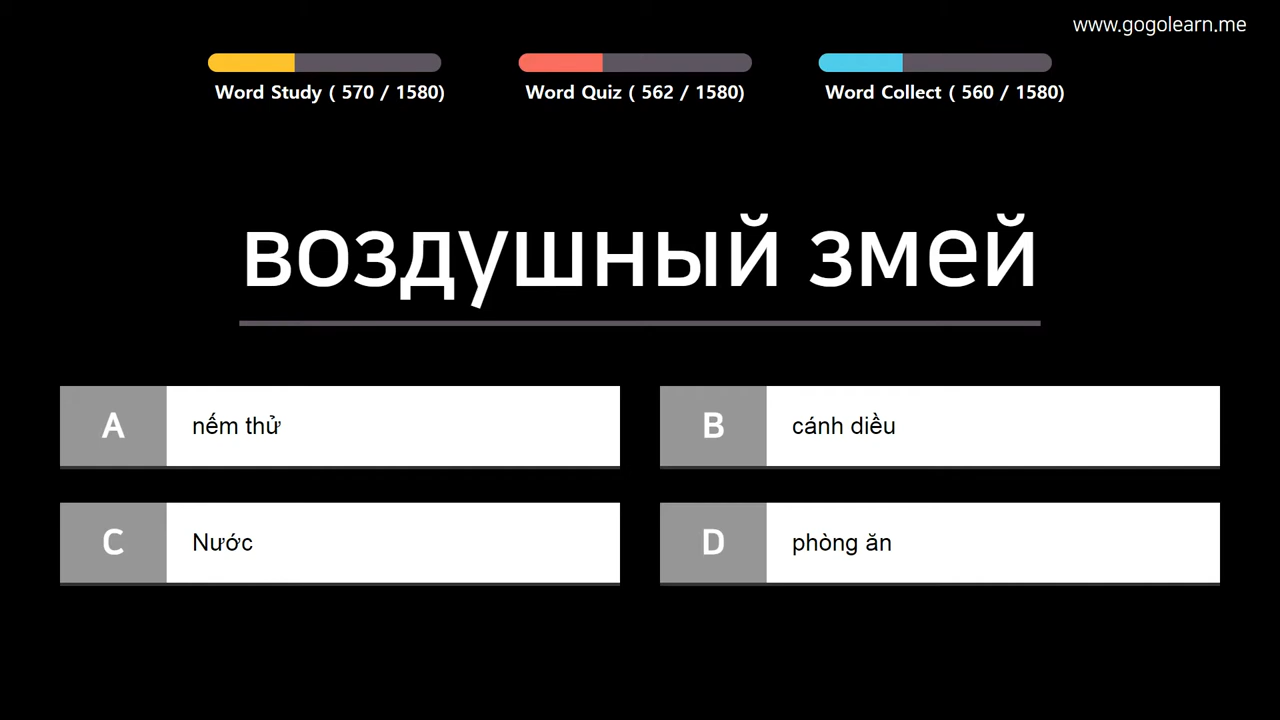 www.gogolearn.me
Word Study ( 570 / 1580)
Word Quiz ( 562 / 1580)
Word Collect ( 560 / 1580)
воздушный змей
A
nếm thử
B
cánh diều
C
Nước
D
phòng ăn